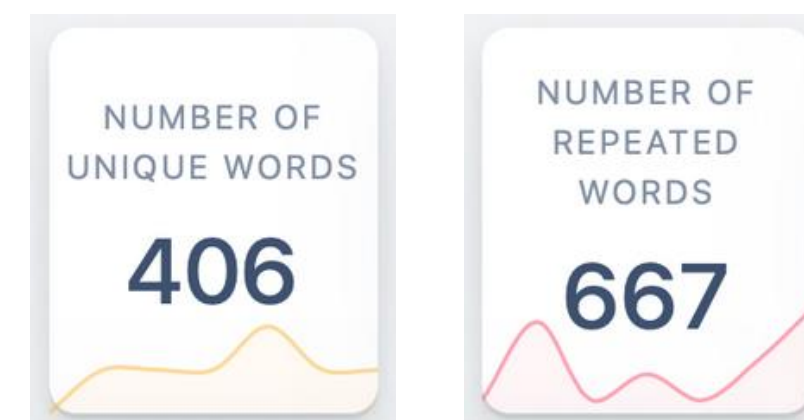 NUMBER OF
UNIQUE WORDS
406
NUMBER OF
REPEATED
WORDS
667